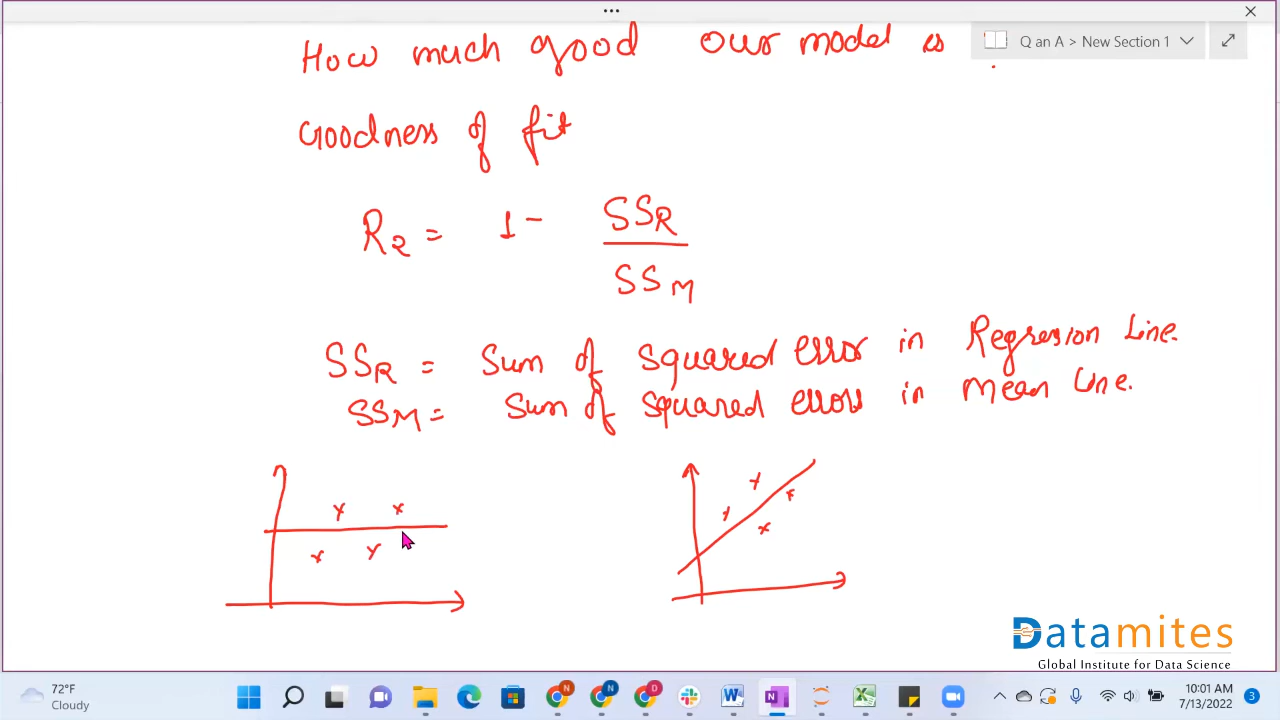 Q an A > New Section 1
How much good our model is
Goodness of fit
R2 = 1 - SSR
SSM
SSR = Sum of squared error in Regression Line.
SSM = Sum of squared errors in Mean Line.
x x
x x
x x
x x
Datamites
Global Institute for Data Science
72°F
Cloudy
N
N
D
10:01 AM
7/13/2022
3